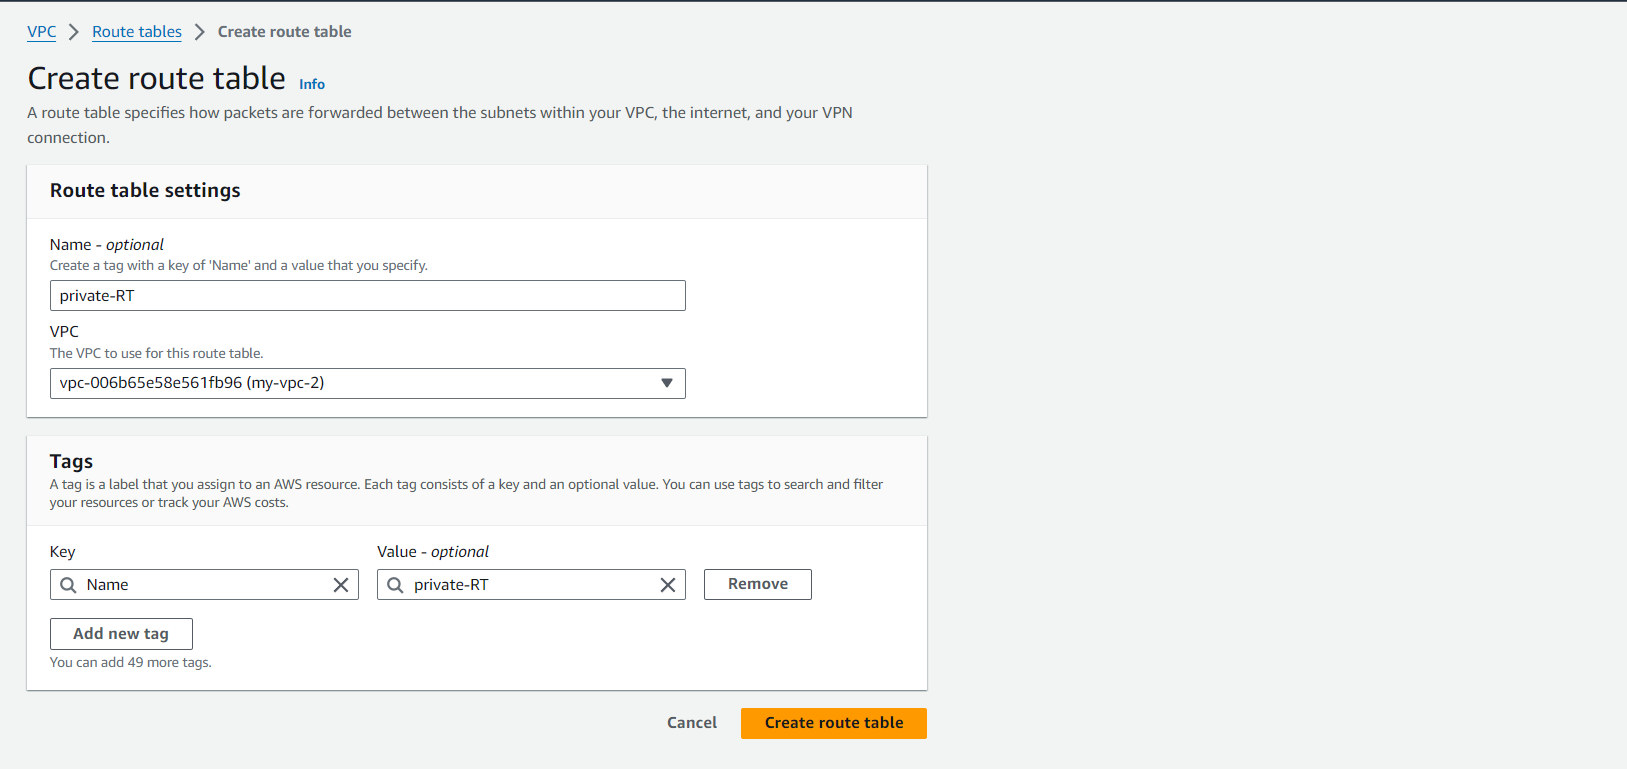 VPC > Route tables > Create route table
Create route table Info
A route table specifies how packets are forwarded between the subnets within your VPC, the internet, and your VPN
connection.
Route table settings
Name - optional
Create a tag with a key of 'Name' and a value that you specify.
private-RT
VPC
The VPC to use for this route table.
vpc-006b65e58e561fb96 (my-vpc-2)
Tags
A tag is a label that you assign to an AWS resource. Each tag consists of a key and an optional value. You can use tags to search and filter
your resources or track your AWS costs.
Key Value - optional
Name private-RT Remove
Add new tag
You can add 49 more tags.
Cancel Create route table